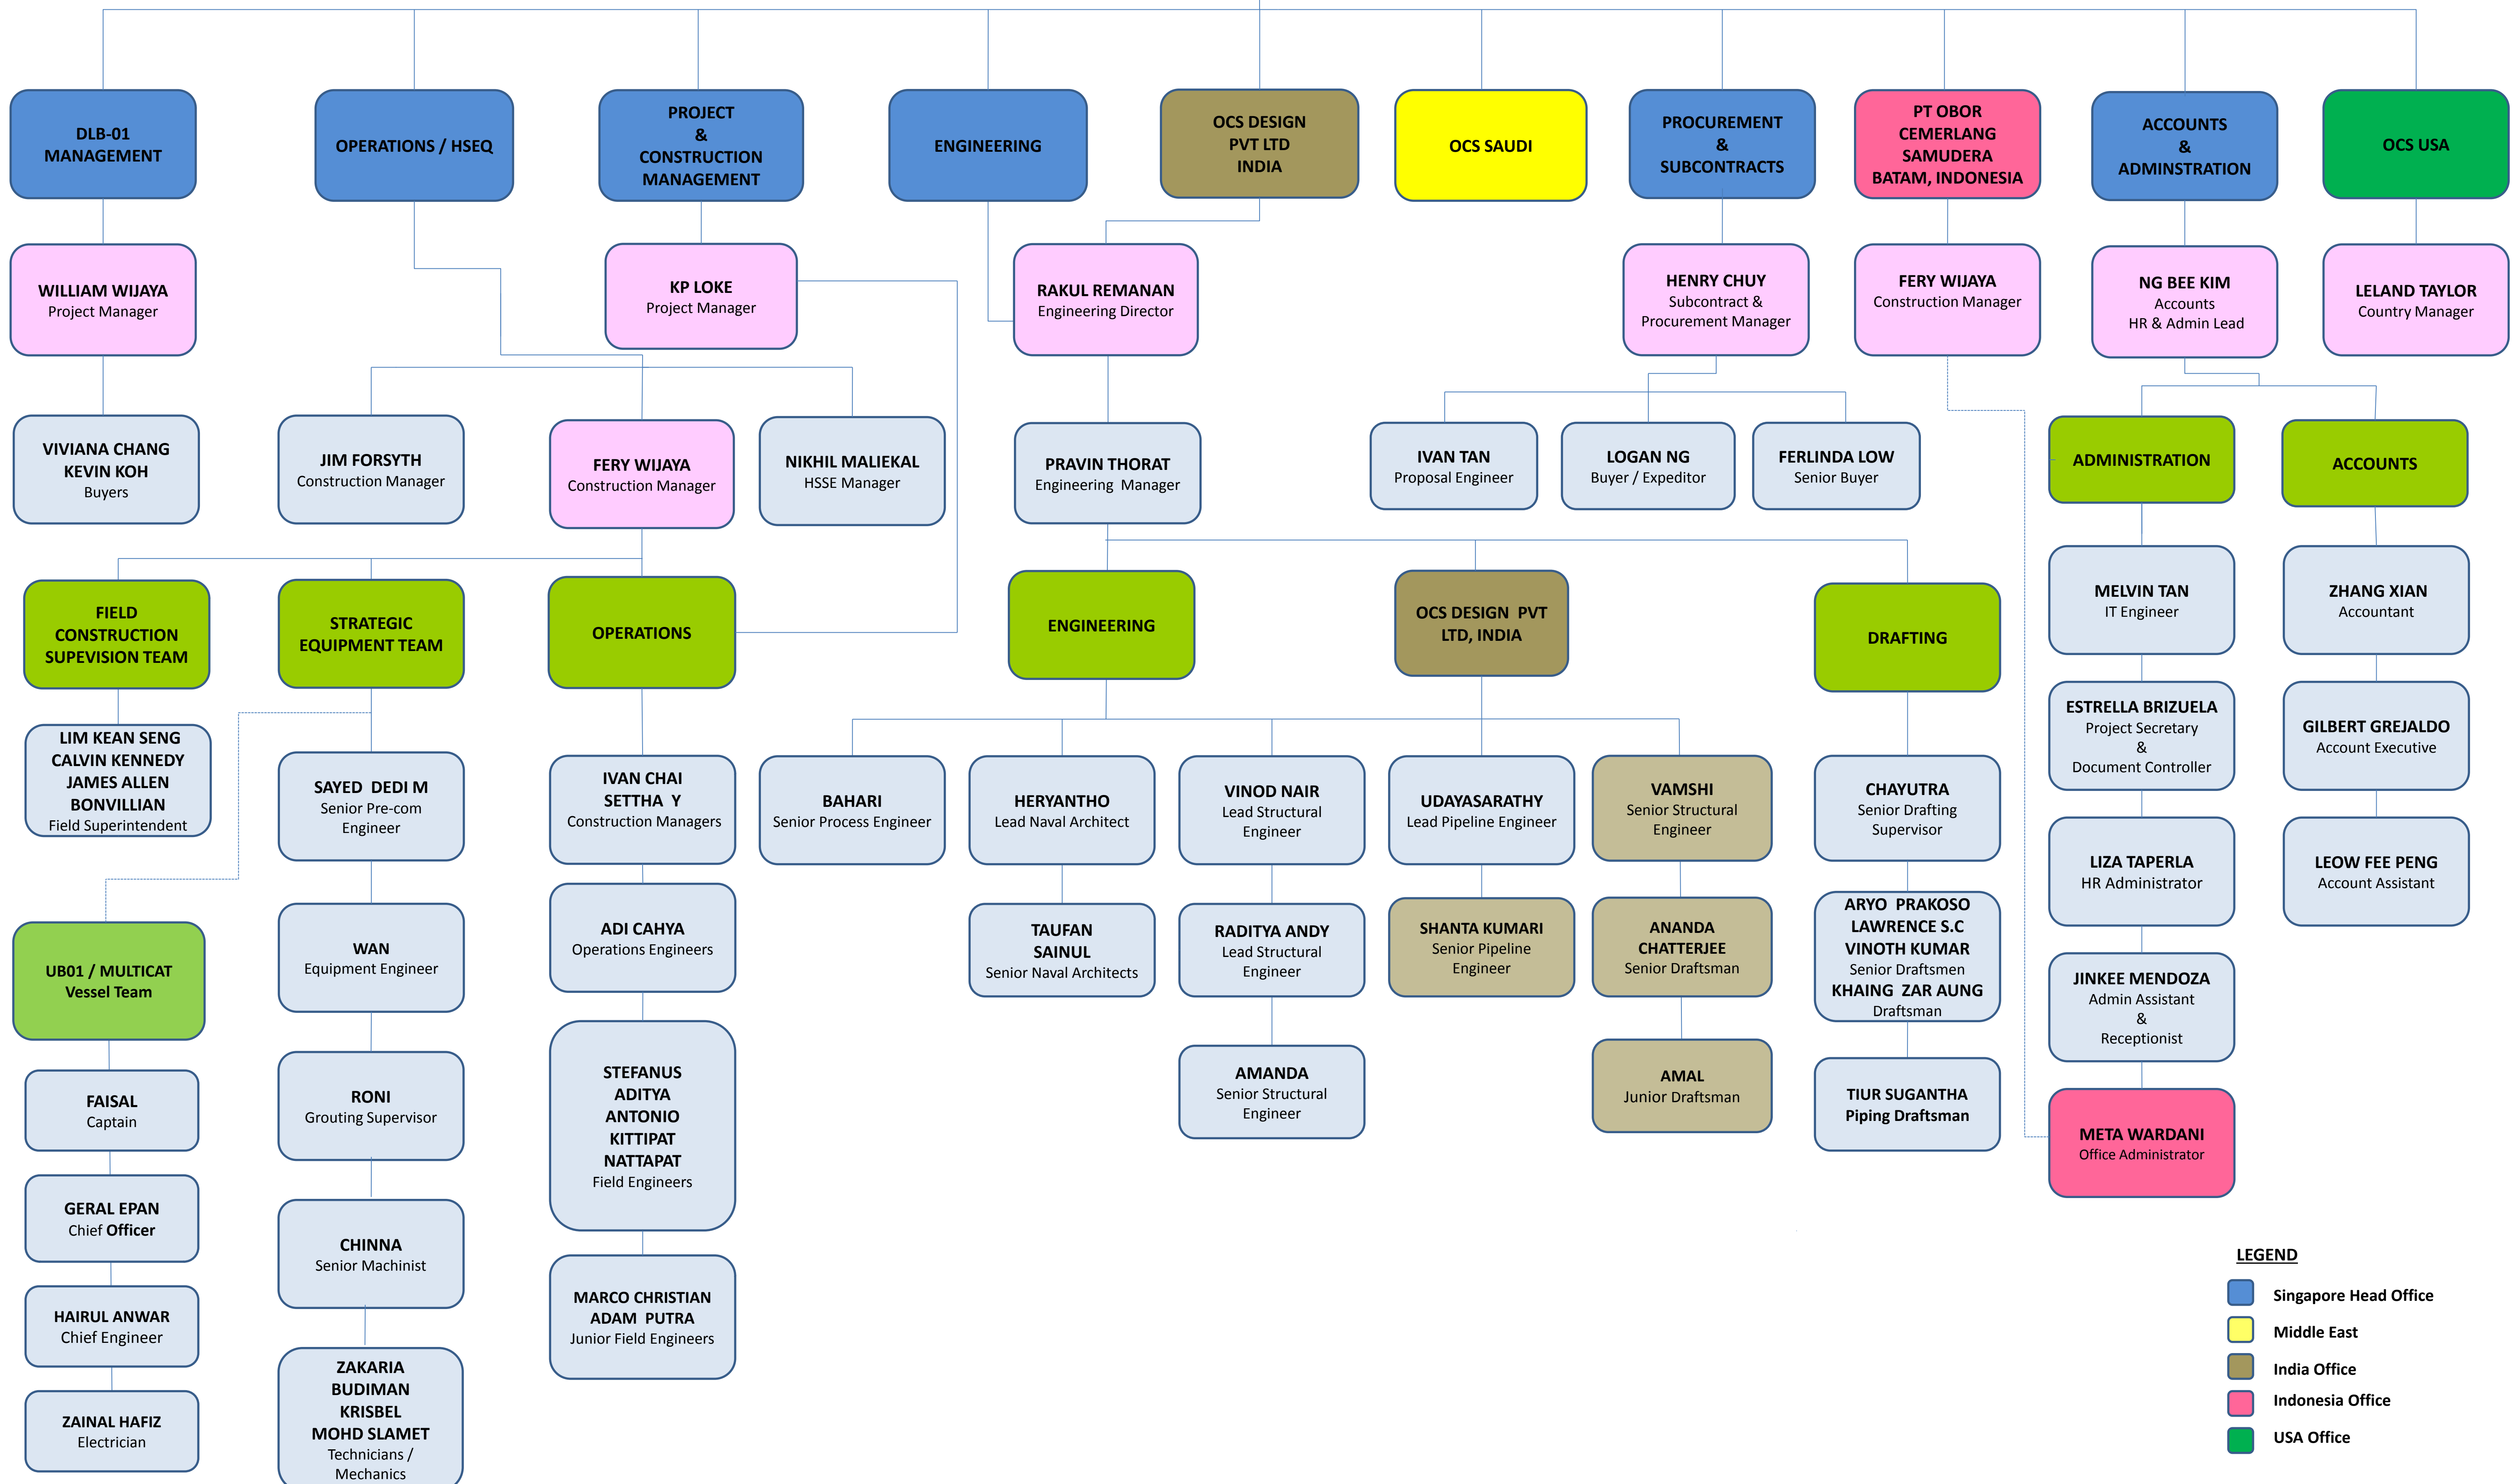 DLB-01
MANAGEMENT
OPERATIONS / HSEQ
PROJECT
&
CONSTRUCTION
MANAGEMENT
ENGINEERING
OCS DESIGN
PVT LTD
INDIA
OCS SAUDI
PROCUREMENT
&
SUBCONTRACTS
PT OBOR
CEMERLANG
SAMUDERA
BATAM, INDONESIA
ACCOUNTS
&
ADMINSTRATION
OCS USA
WILLIAM WIJAYA
Project Manager
KP LOKE
Project Manager
RAKUL REMANAN
Engineering Director
HENRY CHUY
Subcontract &
Procurement Manager
FERY WIJAYA
Construction Manager
NG BEE KIM
Accounts
HR & Admin Lead
LELAND TAYLOR
Country Manager
VIVIANA CHANG
KEVIN KOH
Buyers
JIM FORSYTH
Construction Manager
FERY WIJAYA
Construction Manager
NIKHIL MALIEKAL
HSSE Manager
PRAVIN THORAT
Engineering  Manager
IVAN TAN
Proposal Engineer
LOGAN NG
Buyer / Expeditor
FERLINDA LOW
Senior Buyer
ADMINISTRATION
ACCOUNTS
FIELD
CONSTRUCTION
SUPEVISION TEAM
STRATEGIC
EQUIPMENT TEAM
OPERATIONS
ENGINEERING
OCS DESIGN  PVT
LTD, INDIA
DRAFTING
MELVIN TAN
IT Engineer
ZHANG XIAN
Accountant
LIM KEAN SENG
CALVIN KENNEDY
JAMES ALLEN
BONVILLIAN
Field Superintendent
SAYED  DEDI M
Senior Pre-com
Engineer
IVAN CHAI
SETTHA  Y
Construction Managers
BAHARI
Senior Process Engineer
HERYANTHO
Lead Naval Architect
VINOD NAIR
Lead Structural
Engineer
UDAYASARATHY
Lead Pipeline Engineer
VAMSHI
Senior Structural
Engineer
CHAYUTRA
Senior Drafting
Supervisor
ESTRELLA BRIZUELA
Project Secretary
&
Document Controller
GILBERT GREJALDO
Account Executive
LIZA TAPERLA
HR Administrator
LEOW FEE PENG
Account Assistant
UB01 / MULTICAT
Vessel Team
WAN
Equipment Engineer
ADI CAHYA
Operations Engineers
TAUFAN
SAINUL
Senior Naval Architects
RADITYA ANDY
Lead Structural
Engineer
SHANTA KUMARI
Senior Pipeline
Engineer
ANANDA
CHATTERJEE
Senior Draftsman
ARYO  PRAKOSO
LAWRENCE S.C
VINOTH KUMAR
Senior Draftsmen
KHAING  ZAR AUNG
Draftsman
JINKEE MENDOZA
Admin Assistant
&
Receptionist
FAISAL
Captain
RONI
Grouting Supervisor
STEFANUS
ADITYA
ANTONIO
KITTIPAT
NATTAPAT
Field Engineers
AMANDA
Senior Structural
Engineer
AMAL
Junior Draftsman
TIUR SUGANTHA
Piping Draftsman
META WARDANI
Office Administrator
GERAL EPAN
Chief Officer
CHINNA
Senior Machinist
MARCO CHRISTIAN
ADAM  PUTRA
Junior Field Engineers
HAIRUL ANWAR
Chief Engineer
ZAKARIA
BUDIMAN
KRISBEL
MOHD SLAMET
Technicians /
Mechanics
ZAINAL HAFIZ
Electrician
LEGEND
Singapore Head Office
Middle East
India Office
Indonesia Office
USA Office